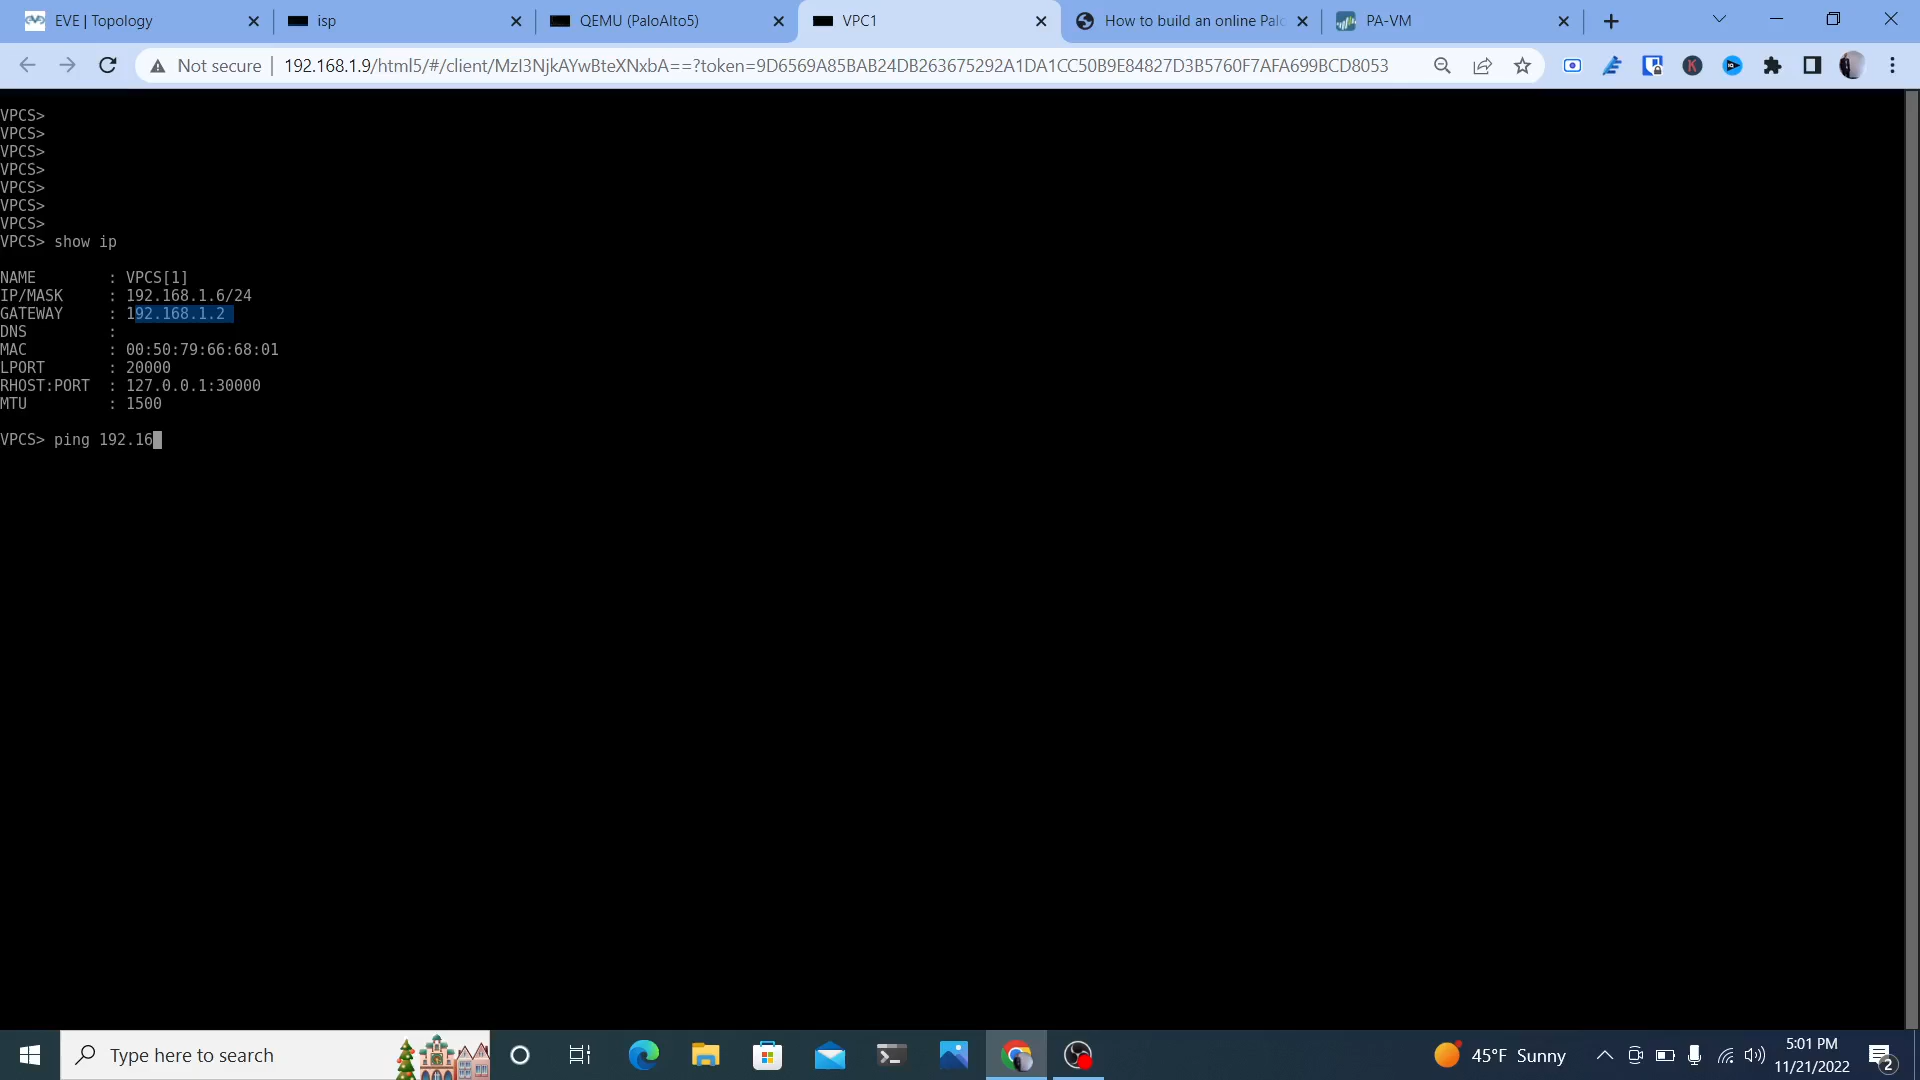 EVE | Topology
isp
QEMU (PaloAlto5)
VPC1
How to build an online Palo
PA-VM
Not secure
192.168.1.9/html5/#/client/MzI3NjkAYwBteXNxbA==?token=9D6569A85BAB24DB263675292A1DA1CC50B9E84827D3B5760F7AFA699BCD8053
VPCS>
VPCS>
VPCS>
VPCS>
VPCS>
VPCS>
VPCS>
VPCS> show ip
NAME        : VPCS[1]
IP/MASK     : 192.168.1.6/24
GATEWAY     : 192.168.1.2
DNS         :
MAC         : 00:50:79:66:68:01
LPORT       : 20000
RHOST:PORT  : 127.0.0.1:30000
MTU         : 1500
VPCS> ping 192.16
Type here to search
45°F Sunny
5:01 PM
11/21/2022
2